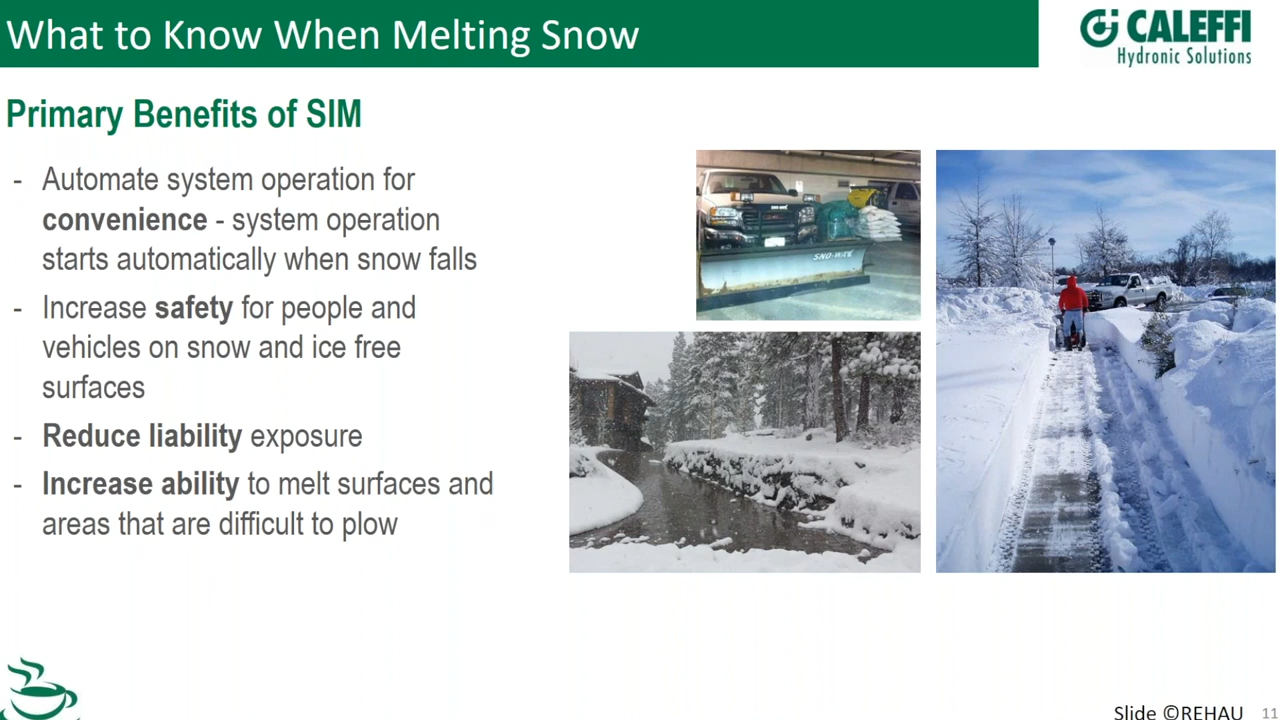 What to Know When Melting Snow
CALEFFI
Hydronic Solutions
Primary Benefits of SIM
- Automate system operation for
convenience - system operation
starts automatically when snow falls
- Increase safety for people and
vehicles on snow and ice free
surfaces
- Reduce liability exposure
- Increase ability to melt surfaces and
areas that are difficult to plow
SNO-WAY
Slide ©REHAU 11